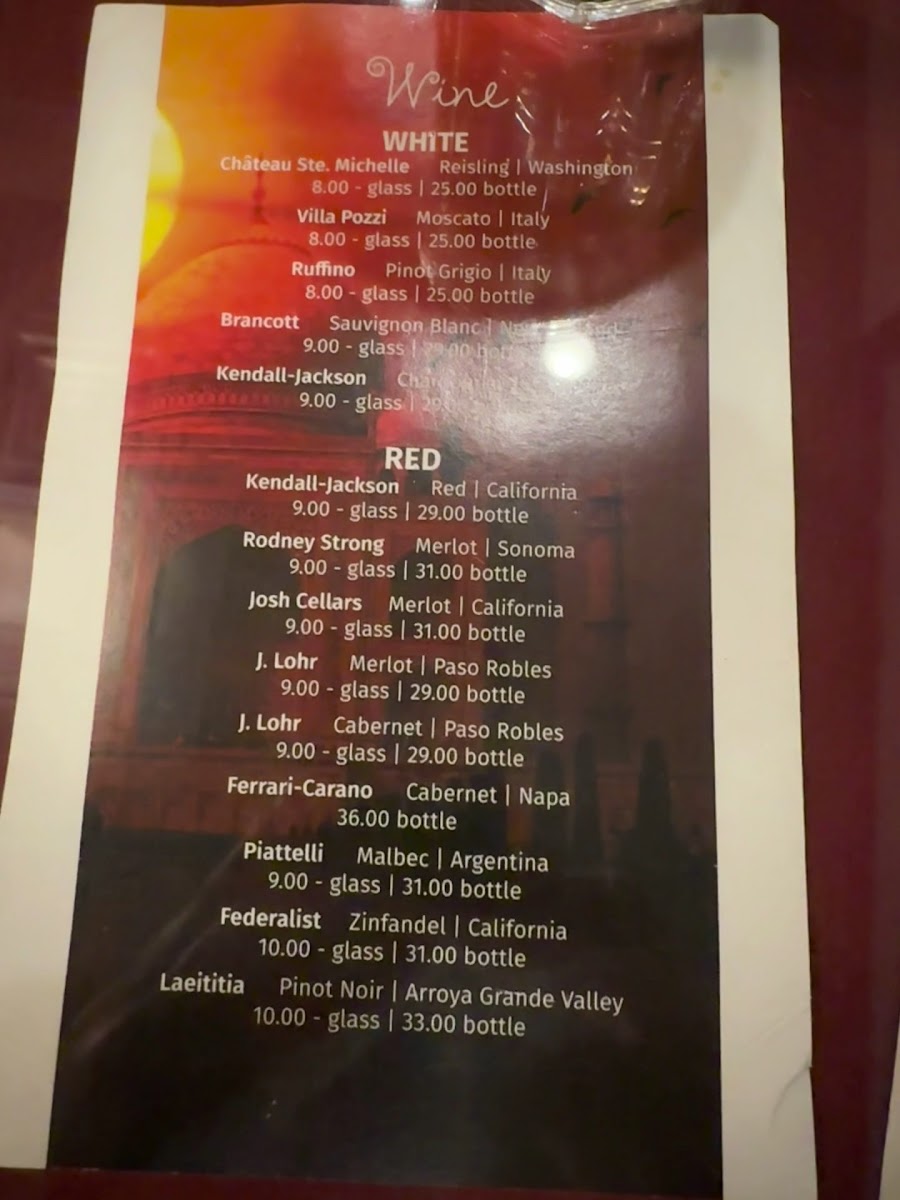 Wine
WHITE
Château Ste. Michelle Reisling | Washington
8.00 - glass | 25.00 bottle
Villa Pozzi Moscato | Italy
8.00 - glass | 25.00 bottle
Ruffino Pinot Grigio | Italy
8.00 - glass | 25.00 bottle
Brancott Sauvignon Blanc |
9.00 - glass | 29.00 bottle
Kendall-Jackson
9.00 - glass |
RED
Kendall-Jackson Red | California
9.00 - glass | 29.00 bottle
Rodney Strong Merlot | Sonoma
9.00 - glass | 31.00 bottle
Josh Cellars Merlot | California
9.00 - glass | 31.00 bottle
J. Lohr Merlot | Paso Robles
9.00 - glass | 29.00 bottle
J. Lohr Cabernet | Paso Robles
9.00 - glass | 29.00 bottle
Ferrari-Carano Cabernet | Napa
36.00 bottle
Piattelli Malbec | Argentina
9.00 - glass | 31.00 bottle
Federalist Zinfandel | California
10.00 - glass | 31.00 bottle
Laeititia Pinot Noir | Arroya Grande Valley
10.00 - glass | 33.00 bottle